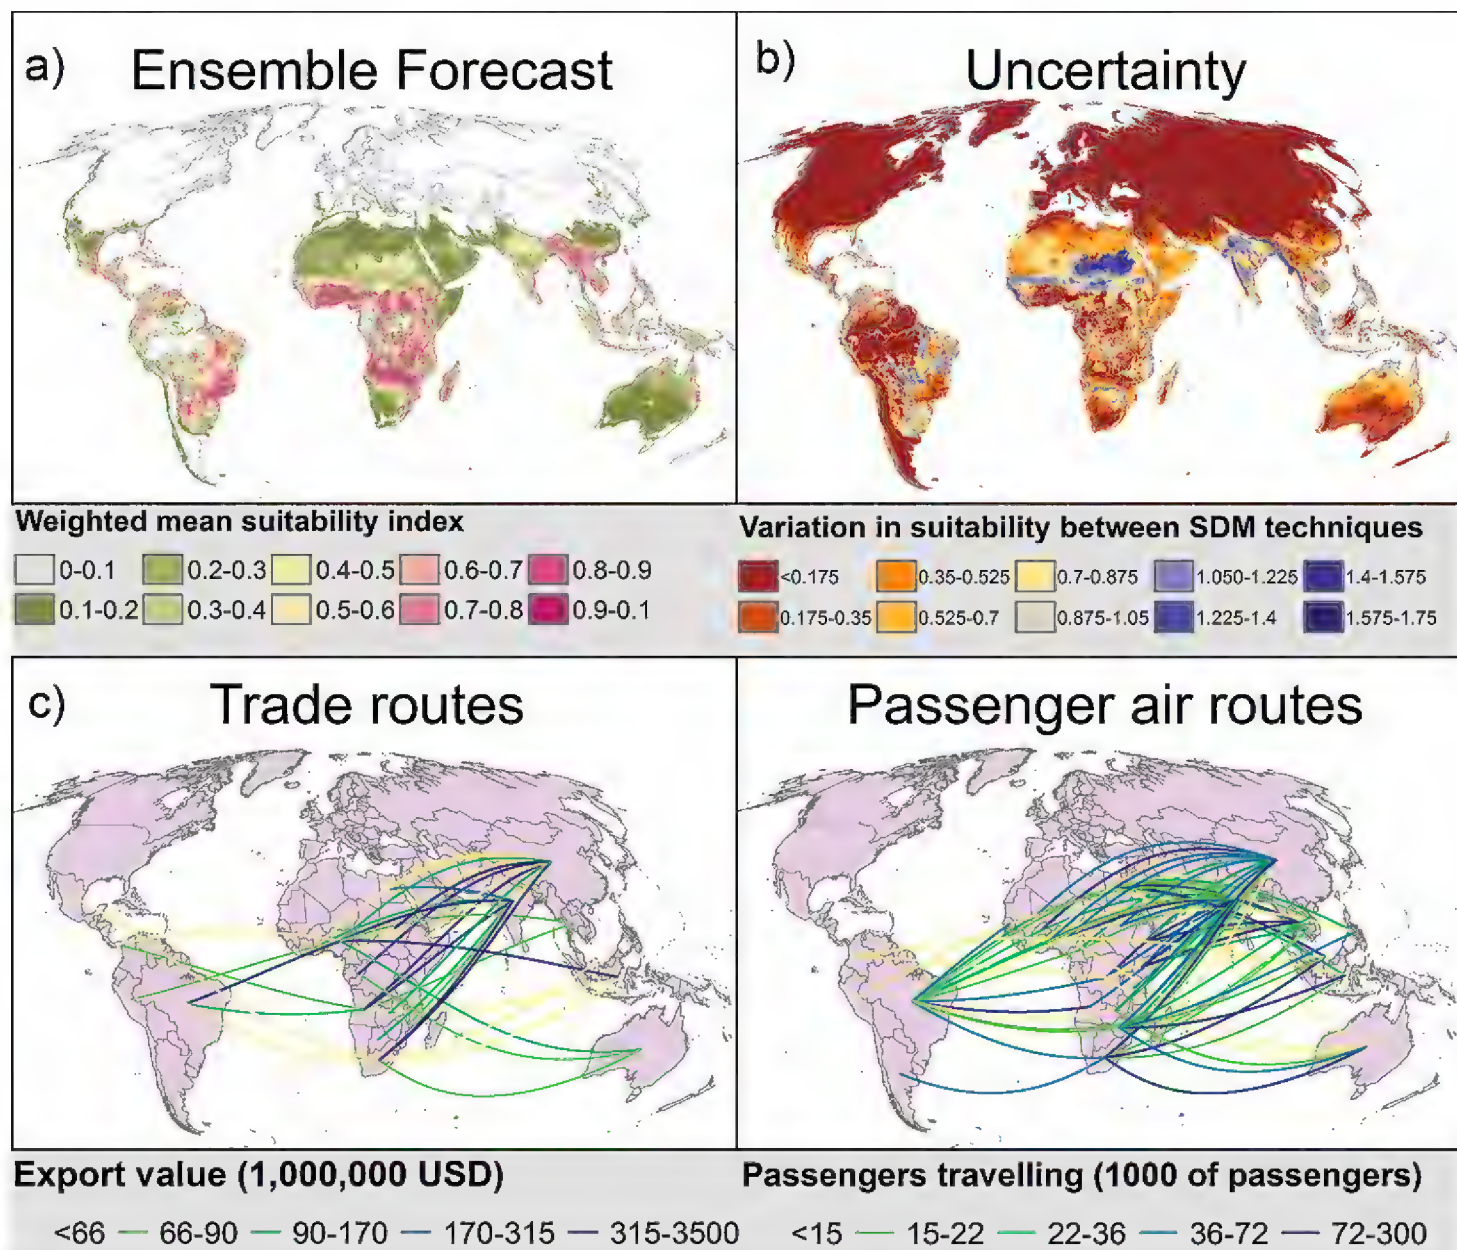 a) Ensemble Forecast
b) Uncertainty
Weighted mean suitability index
0-0.1 0.2-0.3 0.4-0.5 0.6-0.7 0.8-0.9
0.1-0.2 0.3-0.4 0.5-0.6 0.7-0.8 0.9-0.1
Variation in suitability between SDM techniques
<0.175 0.35-0.525 0.7-0.875 1.050-1.225 1.4-1.575
0.175-0.35 0.525-0.7 0.875-1.05 1.225-1.4 1.575-1.75
c) Trade routes
Passenger air routes
Export value (1,000,000 USD)
<66 66-90 90-170 170-315 315-3500
Passengers travelling (1000 of passengers)
<15 15-22 22-36 36-72 72-300